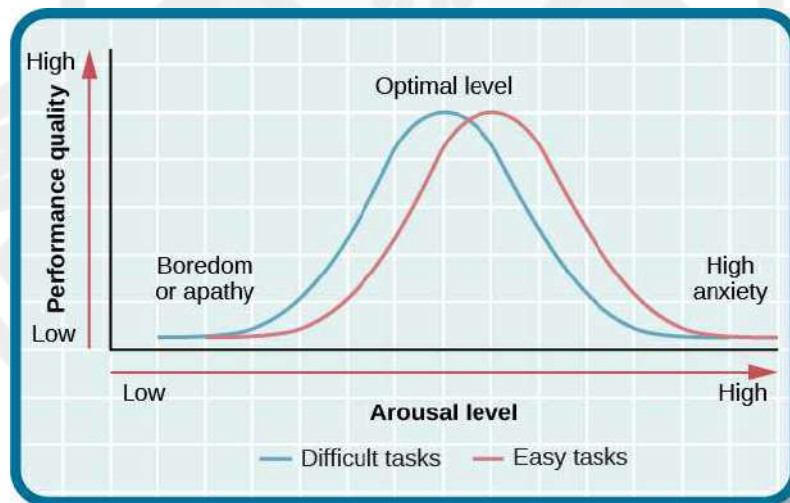 High
Optimal level
Performance quality
Boredom
or apathy
High
anxiety
Low
Low
High
Arousal level
Difficult tasks
Easy tasks